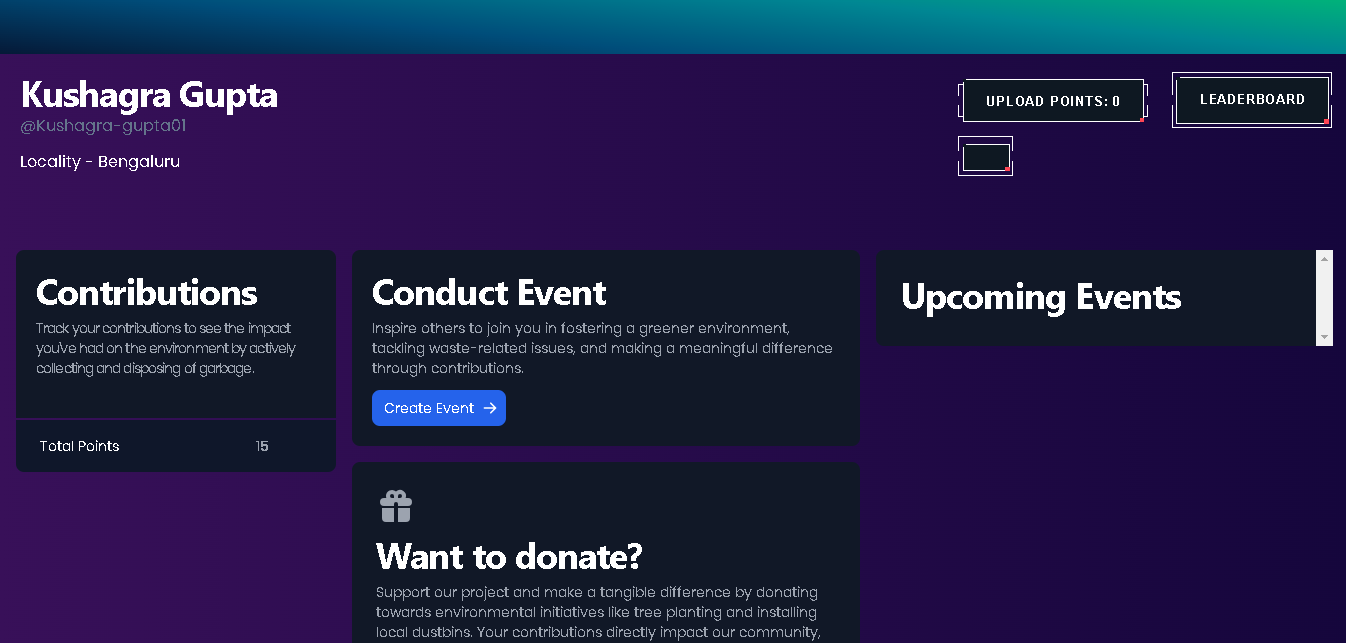 Kushagra Gupta
@Kushagra-gupta01
Locality - Bengaluru
UPLOAD POINTS: 0
LEADERBOARD
Contributions
Track your contributions to see the impact
you've had on the environment by actively
collecting and disposing of garbage.
Total Points 15
Conduct Event
Inspire others to join you in fostering a greener environment,
tackling waste-related issues, and making a meaningful difference
through contributions.
Create Event
Want to donate?
Support our project and make a tangible difference by donating
towards environmental initiatives like tree planting and installing
local dustbins. Your contributions directly impact our community,
Upcoming Events